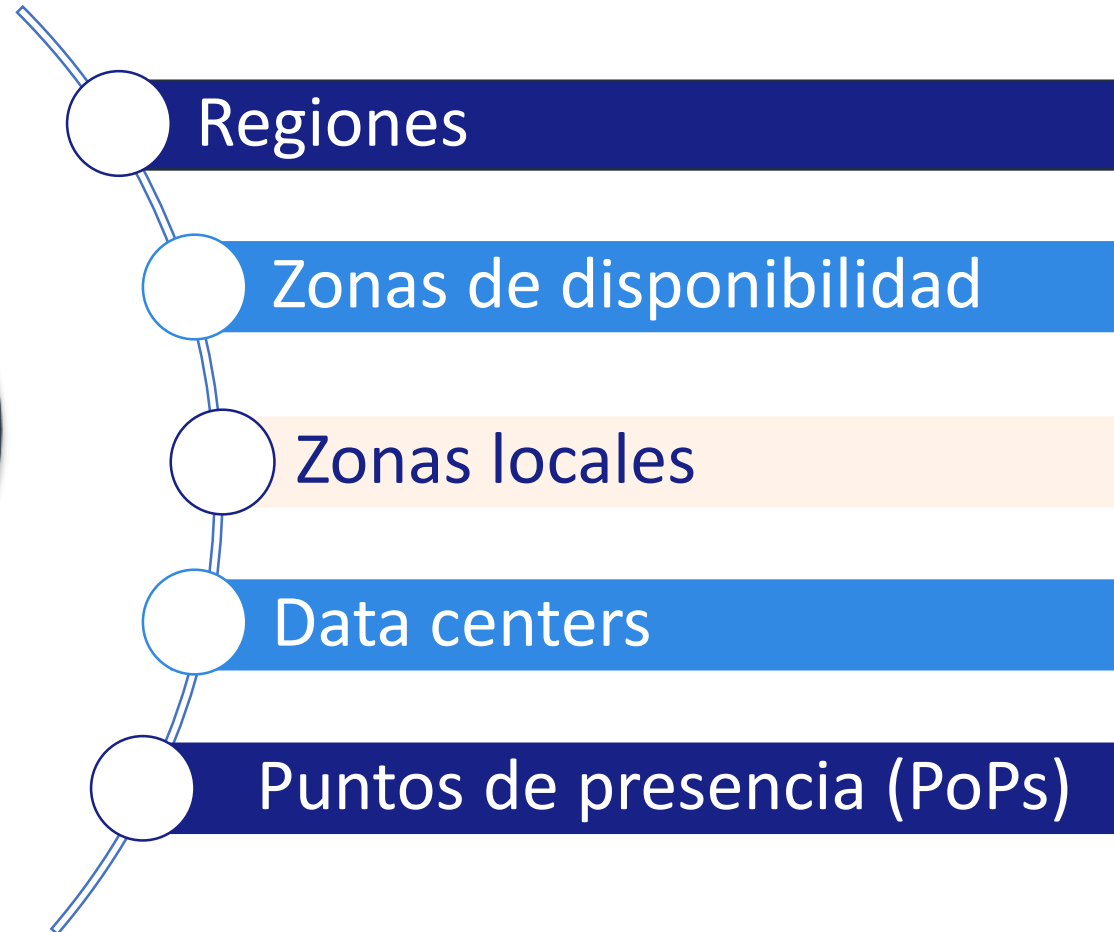 Regiones
Zonas de disponibilidad
Zonas locales
Data centers
Puntos de presencia (PoPs)